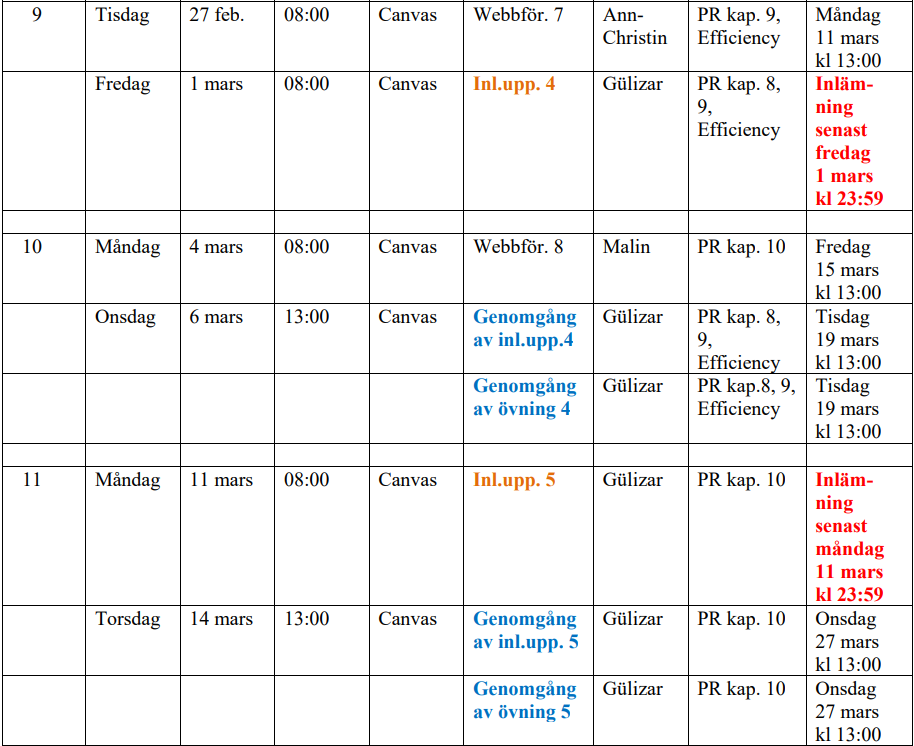 9 Tisdag 27 feb. 08:00 Canvas Webbför. 7 Ann- PR kap. 9, Måndag
Christin Efficiency 11 mars
kl 13:00
Fredag 1 mars 08:00 Canvas Inl.upp. 4 Gülizar PR kap. 8, Inläm-
9, ning
Efficiency senast
fredag
1 mars
kl 23:59
10 Måndag 4 mars 08:00 Canvas Webbför. 8 Malin PR kap. 10 Fredag
15 mars
kl 13:00
Onsdag 6 mars 13:00 Canvas Genomgång Gülizar PR kap. 8, Tisdag
av inl.upp.4 9, 19 mars
Efficiency kl 13:00
Genomgång Gülizar PR kap.8, 9, Tisdag
av övning 4 Efficiency 19 mars
kl 13:00
11 Måndag 11 mars 08:00 Canvas Inl.upp. 5 Gülizar PR kap. 10 Inläm-
ning
senast
måndag
11 mars
kl 23:59
Torsdag 14 mars 13:00 Canvas Genomgång Gülizar PR kap. 10 Onsdag
av inl.upp. 5 27 mars
kl 13:00
Genomgång Gülizar PR kap. 10 Onsdag
av övning 5 27 mars
kl 13:00